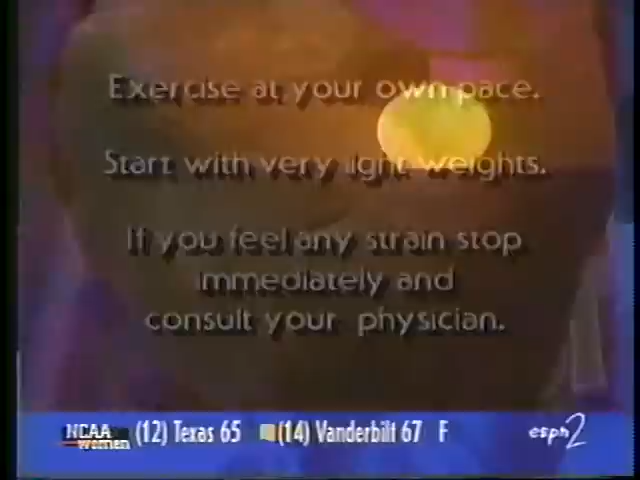 Exercise at your own pace.
Start with very light weights.
If you feel any strain stop
immediately and
consult your physician.
NCAA women (12) Texas 65 (14) Vanderbilt 67 F espn2